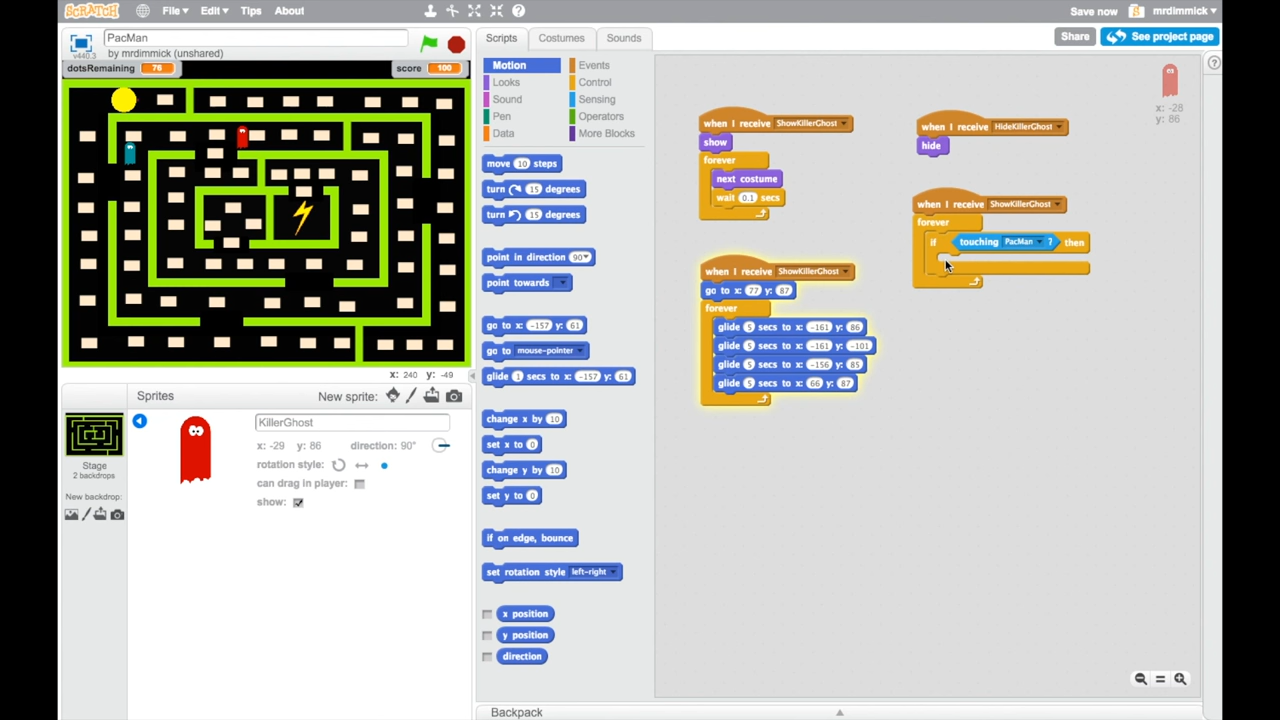 SCRATCH File Edit Tips About Save now mrdimmick
PacMan
by mrdimmick (unshared)
v440.3
dotsRemaining 76 score 100
x: 240 y: -49
Sprites New sprite:
Stage
2 backdrops
New backdrop:
KillerGhost
x: -29 y: 86 direction: 90°
rotation style:
can drag in player:
show:
Scripts Costumes Sounds
Share See project page
Motion Events
Looks Control
Sound Sensing
Pen Operators
Data More Blocks
move 10 steps
turn 15 degrees
turn 15 degrees
point in direction 90
point towards
go to x: -157 y: 61
go to mouse-pointer
glide 1 secs to x: -157 y: 61
change x by 10
set x to 0
change y by 10
set y to 0
if on edge, bounce
set rotation style left-right
x position
y position
direction
when I receive ShowKillerGhost
show
forever
next costume
wait 0.1 secs
when I receive ShowKillerGhost
go to x: 77 y: 87
forever
glide 5 secs to x: -161 y: 86
glide 5 secs to x: -161 y: -101
glide 5 secs to x: -156 y: 85
glide 5 secs to x: 66 y: 87
when I receive HideKillerGhost
hide
when I receive ShowKillerGhost
forever
if touching PacMan ? then
x: -28
y: 86
Backpack